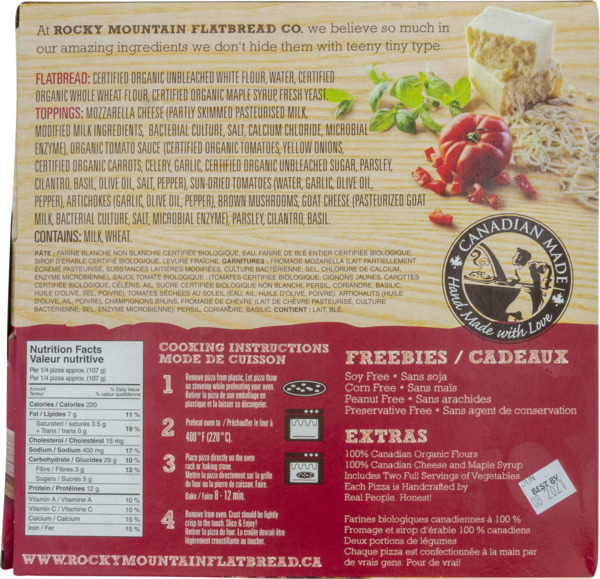 At ROCKY MOUNTAIN FLATBREAD CO. we believe so much in
our amazing ingredients we don't hide them with teeny tiny type.
FLATBREAD: CERTIFIED ORGANIC UNBLEACHED WHITE FLOUR, WATER, CERTIFIED
ORGANIC WHOLE WHEAT FLOUR, CERTIFIED ORGANIC MAPLE SYRUP, FRESH YEAST.
TOPPINGS: MOZZARELLA CHEESE (PARTLY SKIMMED PASTEURISED MILK,
MODIFIED MILK INGREDIENTS, BACTERIAL CULTURE, SALT, CALCIUM CHLORIDE, MICROBIAL
ENZYME), ORGANIC TOMATO SAUCE (CERTIFIED ORGANIC TOMATOES, YELLOW ONIONS,
CERTIFIED ORGANIC CARROTS, CELERY, GARLIC, CERTIFIED ORGANIC UNBLEACHED SUGAR, PARSLEY,
CILANTRO, BASIL, OLIVE OIL, SALT, PEPPER), SUN-DRIED TOMATOES (WATER, GARLIC, OLIVE OIL,
PEPPER), ARTICHOKES (GARLIC, OLIVE OIL, PEPPER), BROWN MUSHROOMS, GOAT CHEESE (PASTEURIZED GOAT
MILK, BACTERIAL CULTURE, SALT, MICROBIAL ENZYME), PARSLEY, CILANTRO, BASIL.
CONTAINS: MILK, WHEAT.
PÂTE : FARINE BLANCHE NON BLANCHIE CERTIFIÉE BIOLOGIQUE, EAU, FARINE DE BLÉ ENTIER CERTIFIÉE BIOLOGIQUE,
SIROP D'ÉRABLE CERTIFIÉ BIOLOGIQUE, LEVURE FRAÎCHE. GARNITURES : FROMAGE MOZARELLA (LAIT PARTIELLEMENT
ÉCRÉMÉ PASTEURISÉ, SUBSTANCES LAITIÈRES MODIFIÉES, CULTURE BACTÉRIENNE, SEL, CHLORURE DE CALCIUM,
ENZYME MICROBIENNE), SAUCE TOMATE BIOLOGIQUE : (TOMATES CERTIFIÉE BIOLOGIQUE, OIGNONS JAUNES, CAROTTES
CERTIFIÉE BIOLOGIQUE, CÉLERIS, AIL, SUCRE CERTIFIÉE BIOLOGIQUE NON BLANCHI, PERSIL, CORIANDRE, BASILIC,
HUILE D'OLIVE, SEL, POIVRE), TOMATES SÉCHÉES AU SOLEIL (EAU, AIL, HUILE D'OLIVE, POIVRE), ARTICHAUTS (HUILE
D'OLIVE, AIL, POIVRE), CHAMPIGNONS BRUNS, FROMAGE DE CHÈVRE (LAIT DE CHÈVRE PASTEURISÉ, CULTURE
BACTÉRIENNE, SEL, ENZYME MICROBIENNE), PERSIL, CORIANDRE, BASILIC. CONTIENT : LAIT, BLÉ.
CANADIAN MADE
Hand Made with Love
Nutrition Facts
Valeur nutritive
Per 1/4 pizza approx. (107 g)
Par 1/4 pizza approx. (107 g)
Amount % Daily Value
Teneur % valeur quotidienne
Calories / Calories 220
Fat / Lipides 7 g 11 %
Saturated / saturés 3.5 g
+ Trans / trans 0 g 18 %
Cholesterol / Cholestérol 15 mg
Sodium / Sodium 400 mg 17 %
Carbohydrate / Glucides 29 g 10 %
Fibre / Fibres 3 g 12 %
Sugars / Sucres 5 g
Protein / Protéines 12 g
Vitamin A / Vitamine A 10 %
Vitamin C / Vitamine C 10 %
Calcium / Calcium 15 %
Iron / Fer 15 %
COOKING INSTRUCTIONS
MODE DE CUISSON
1 Remove pizza from plastic. Let pizza thaw
on stovetop while preheating your oven.
Retirer la pizza de son emballage en
plastique et la laisser se décongeler.
2 Preheat oven to / Préchauffer le four à
400°F (220°C).
3 Place pizza directly on the oven
rack or baking stone.
Mettre la pizza directement sur la grille
du four ou la pierre de cuisson. Faire.
Bake / Faire 8 - 12 min.
4 Remove from oven. Crust should be lightly
crisp to the touch. Slice & Enjoy!
Retirer la pizza du four. La croûte devrait être
légèrement croustillante au toucher.
WWW.ROCKYMOUNTAINFLATBREAD.CA
FREEBIES / CADEAUX
Soy Free • Sans soja
Corn Free • Sans maïs
Peanut Free • Sans arachides
Preservative Free • Sans agent de conservation
EXTRAS
100% Canadian Organic Flours
100% Canadian Cheese and Maple Syrup
Includes Two Full Servings of Vegetables
Each Pizza is Handcrafted by
Real People. Honest!
BEST BY
08 2021
Farines biologiques canadiennes à 100 %
Fromage et sirop d'érable 100 % canadiens
Deux portions de légumes
Chaque pizza est confectionnée à la main par
de vrais gens. Pour de vrai!